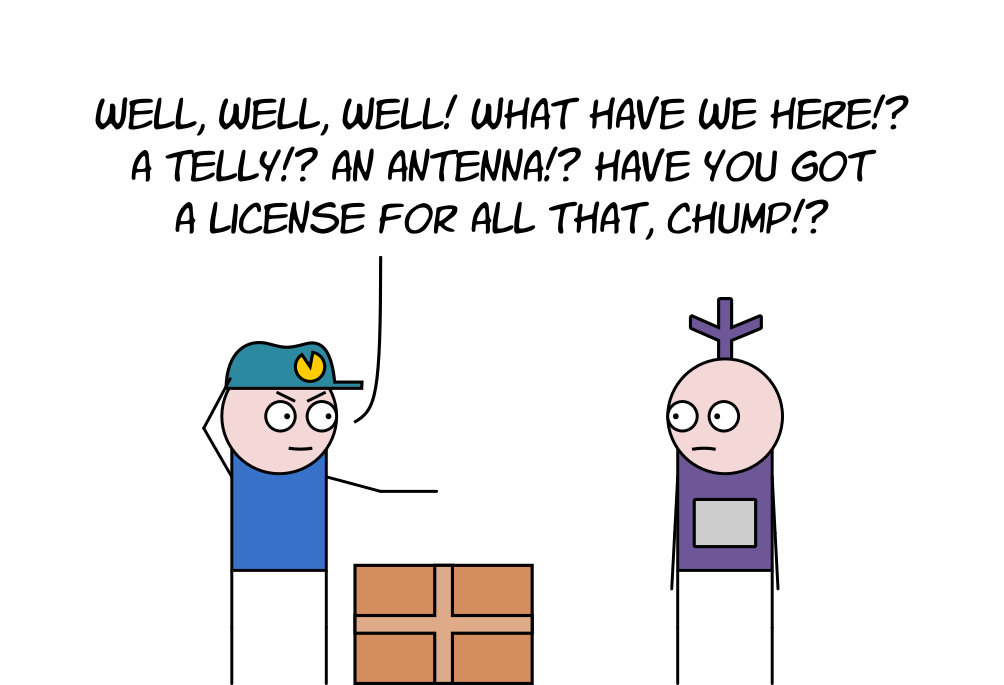 WELL, WELL, WELL! WHAT HAVE WE HERE!?
A TELLY!? AN ANTENNA!? HAVE YOU GOT
A LICENSE FOR ALL THAT, CHUMP!?